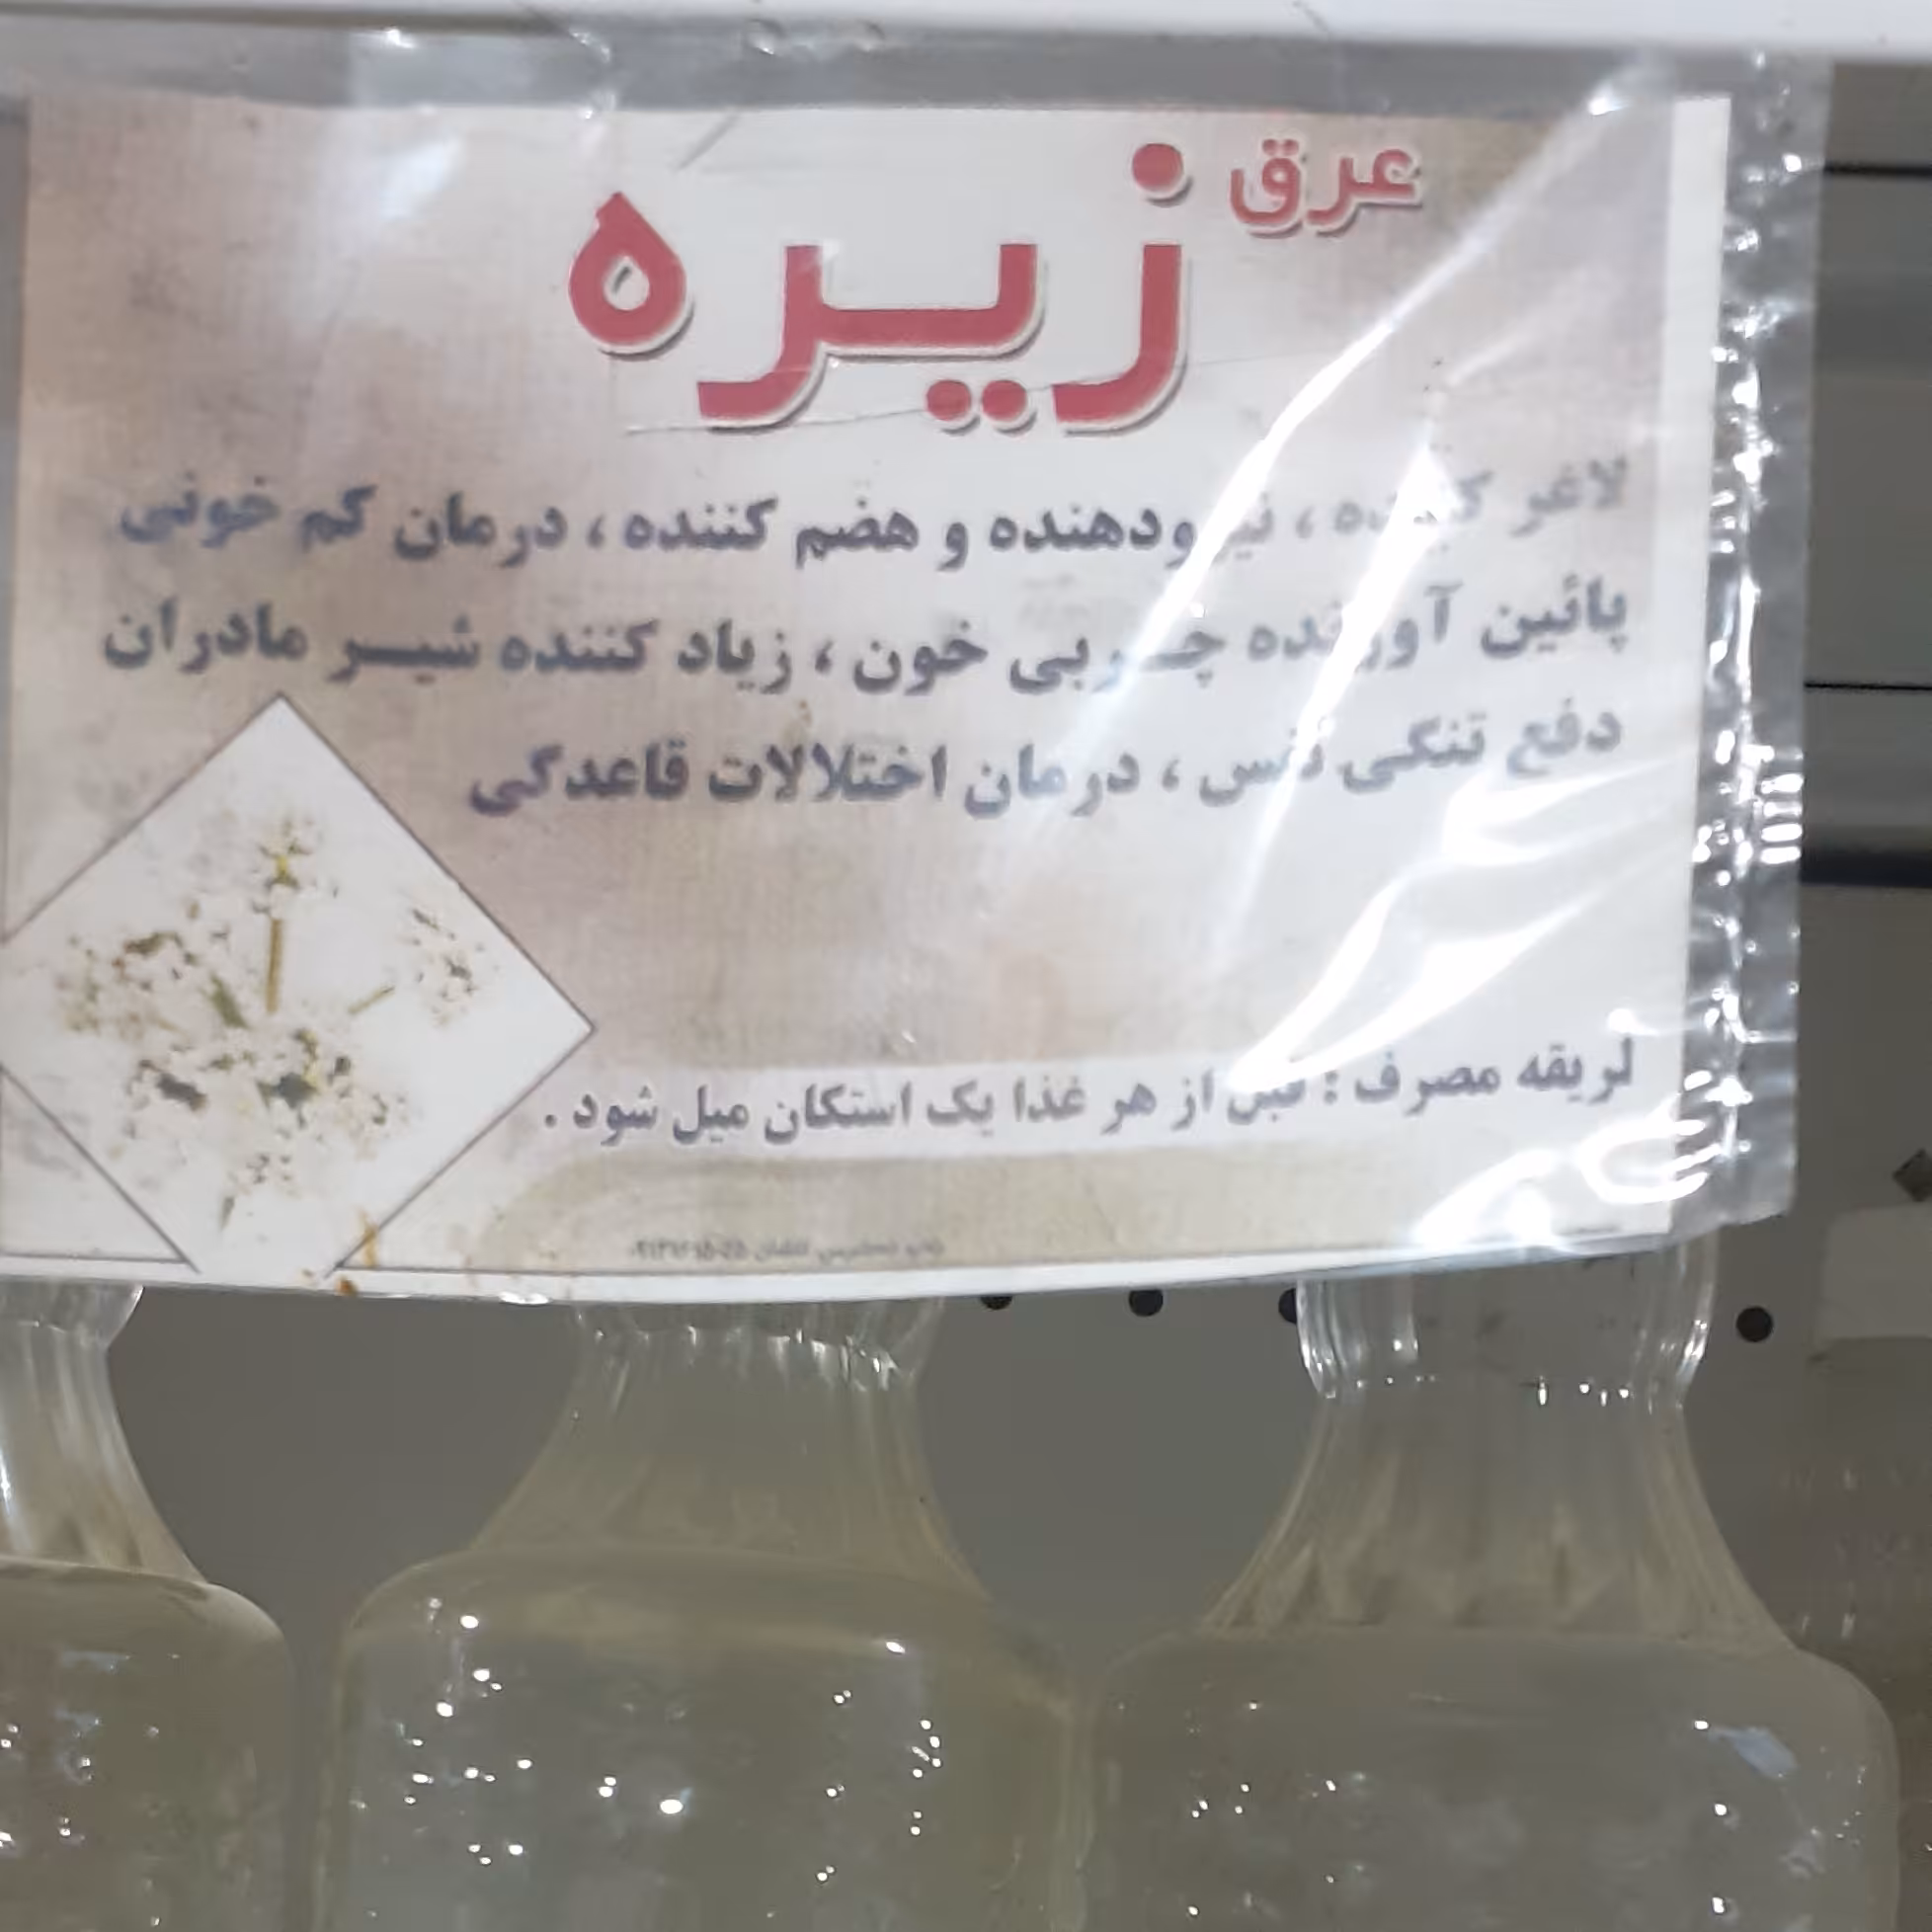 عرق
زیره
لاغر کننده ، نیرودهنده و هضم کننده ، درمان کم خونی
پائین آورنده چربی خون ، زیاد کننده شیر مادران
دفع تنگی نفس ، درمان اختلالات قاعدگی
طریقه مصرف : قبل از هر غذا یک استکان میل شود .